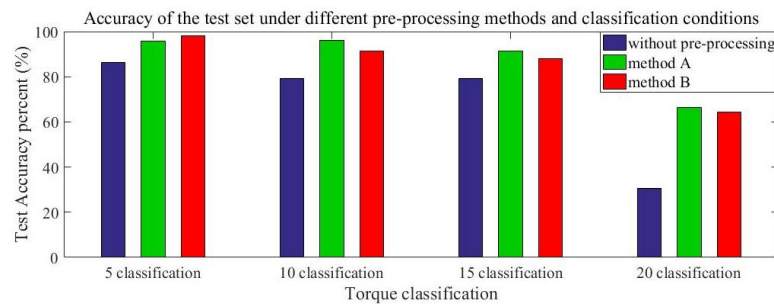 Accuracy of the test set under different pre-processing methods and classification conditions
without pre-processing
method A
method B
Test Accuracy percent (%)
100
80
60
40
20
0
5 classification
10 classification
15 classification
20 classification
Torque classification